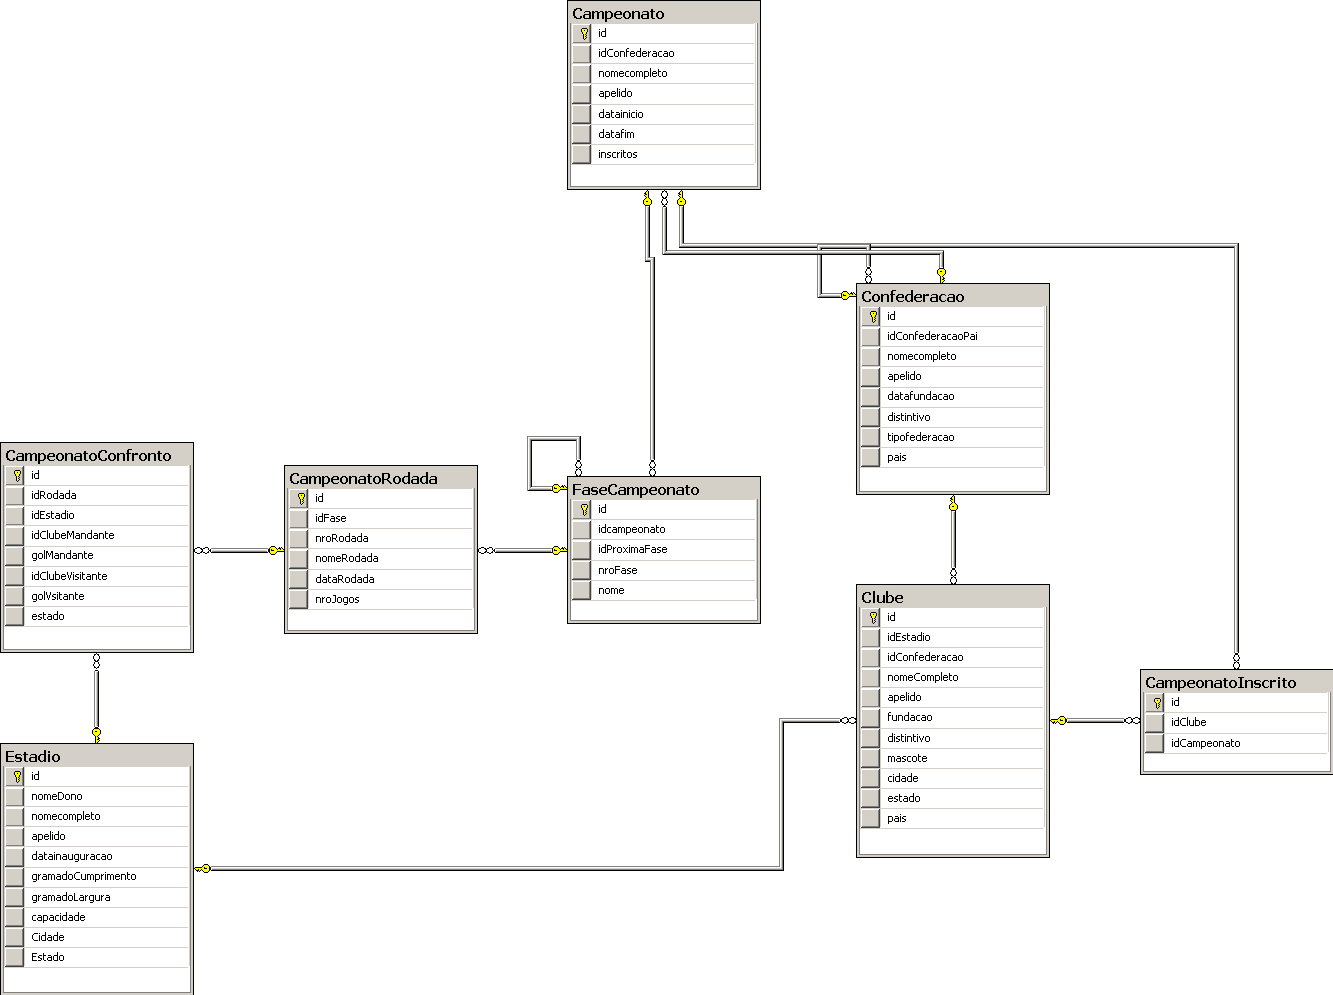 Campeonato
id
idConfederacao
nomecompleto
apelido
datainicio
datafim
inscritos
Confederacao
id
idConfederacaoPai
nomecompleto
apelido
datafundacao
distintivo
tipofederacao
pais
CampeonatoConfronto
id
idRodada
idEstadio
idClubeMandante
golMandante
idClubeVisitante
golVsitante
estado
CampeonatoRodada
id
idFase
nroRodada
nomeRodada
dataRodada
nroJogos
FaseCampeonato
id
idcampeonato
idProximaFase
nroFase
nome
Clube
id
idEstadio
idConfederacao
nomeCompleto
apelido
fundacao
distintivo
mascote
cidade
estado
pais
CampeonatoInscrito
id
idClube
idCampeonato
Estadio
id
nomeDono
nomecompleto
apelido
datainauguracao
gramadoCumprimento
gramadoLargura
capacidade
Cidade
Estado